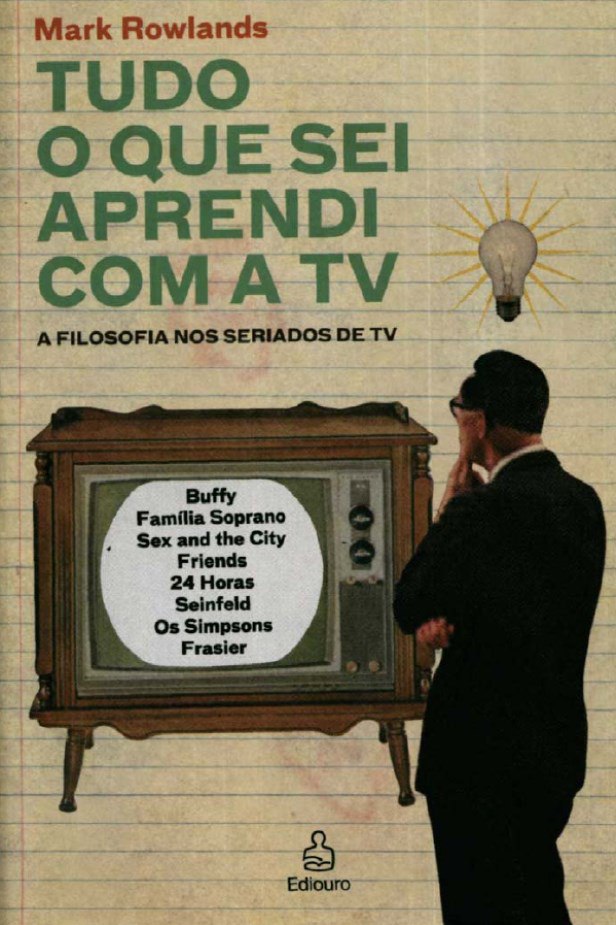 Mark Rowlands
TUDO
O QUE SEI
APRENDI
COM A TV
A FILOSOFIA NOS SERIADOS DE TV
Buffy
Família Soprano
Sex and the City
Friends
24 Horas
Seinfeld
Os Simpsons
Frasier
Ediouro